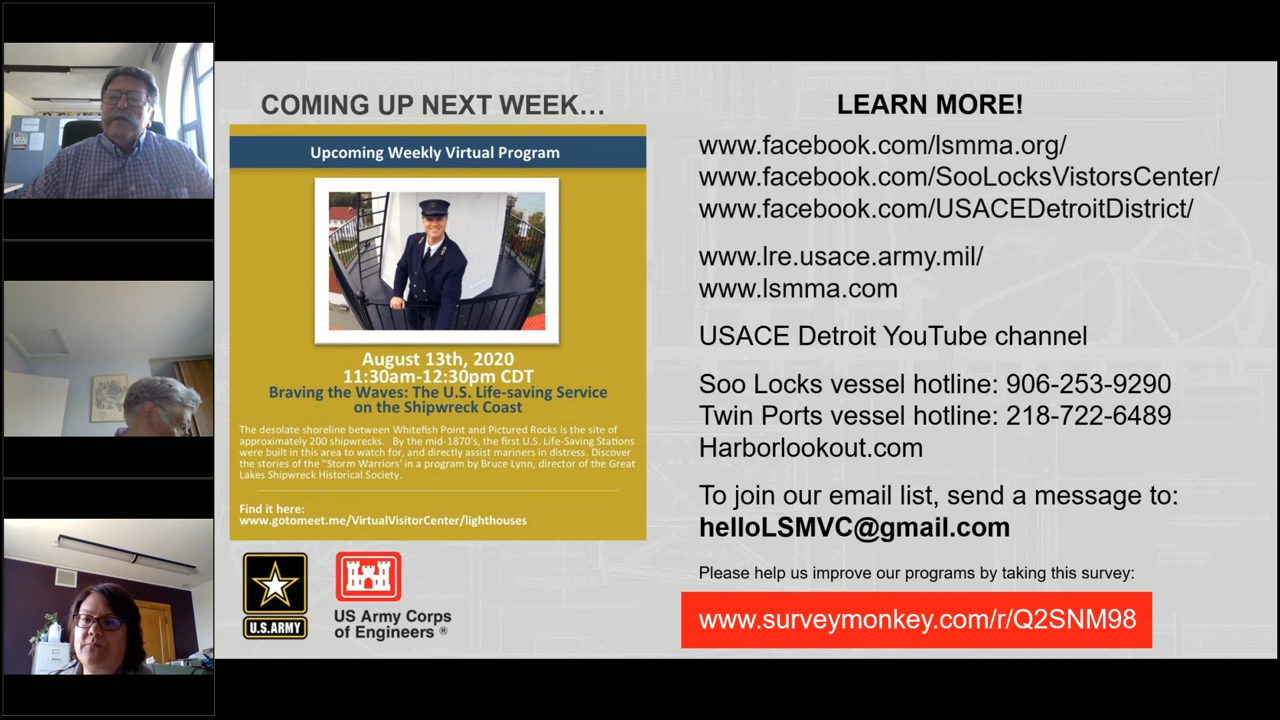 COMING UP NEXT WEEK…
Upcoming Weekly Virtual Program
August 13th, 2020
11:30am-12:30pm CDT
Braving the Waves: The U.S. Life-saving Service
on the Shipwreck Coast
The desolate shoreline between Whitefish Point and Pictured Rocks is the site of
approximately 200 shipwrecks. By the mid-1870's, the first U.S. Life-Saving Stations
were built in this area to watch for, and directly assist mariners in distress. Discover
the stories of the "Storm Warriors' in a program by Bruce Lynn, director of the Great
Lakes Shipwreck Historical Society.
Find it here:
www.gotomeet.me/VirtualVisitorCenter/lighthouses
U.S.ARMY
US Army Corps
of Engineers ®
LEARN MORE!
www.facebook.com/lsmma.org/
www.facebook.com/SooLocksVistorsCenter/
www.facebook.com/USACEDetroitDistrict/
www.lre.usace.army.mil/
www.lsmma.com
USACE Detroit YouTube channel
Soo Locks vessel hotline: 906-253-9290
Twin Ports vessel hotline: 218-722-6489
Harborlookout.com
To join our email list, send a message to:
helloLSMVC@gmail.com
Please help us improve our programs by taking this survey:
www.surveymonkey.com/r/Q2SNM98